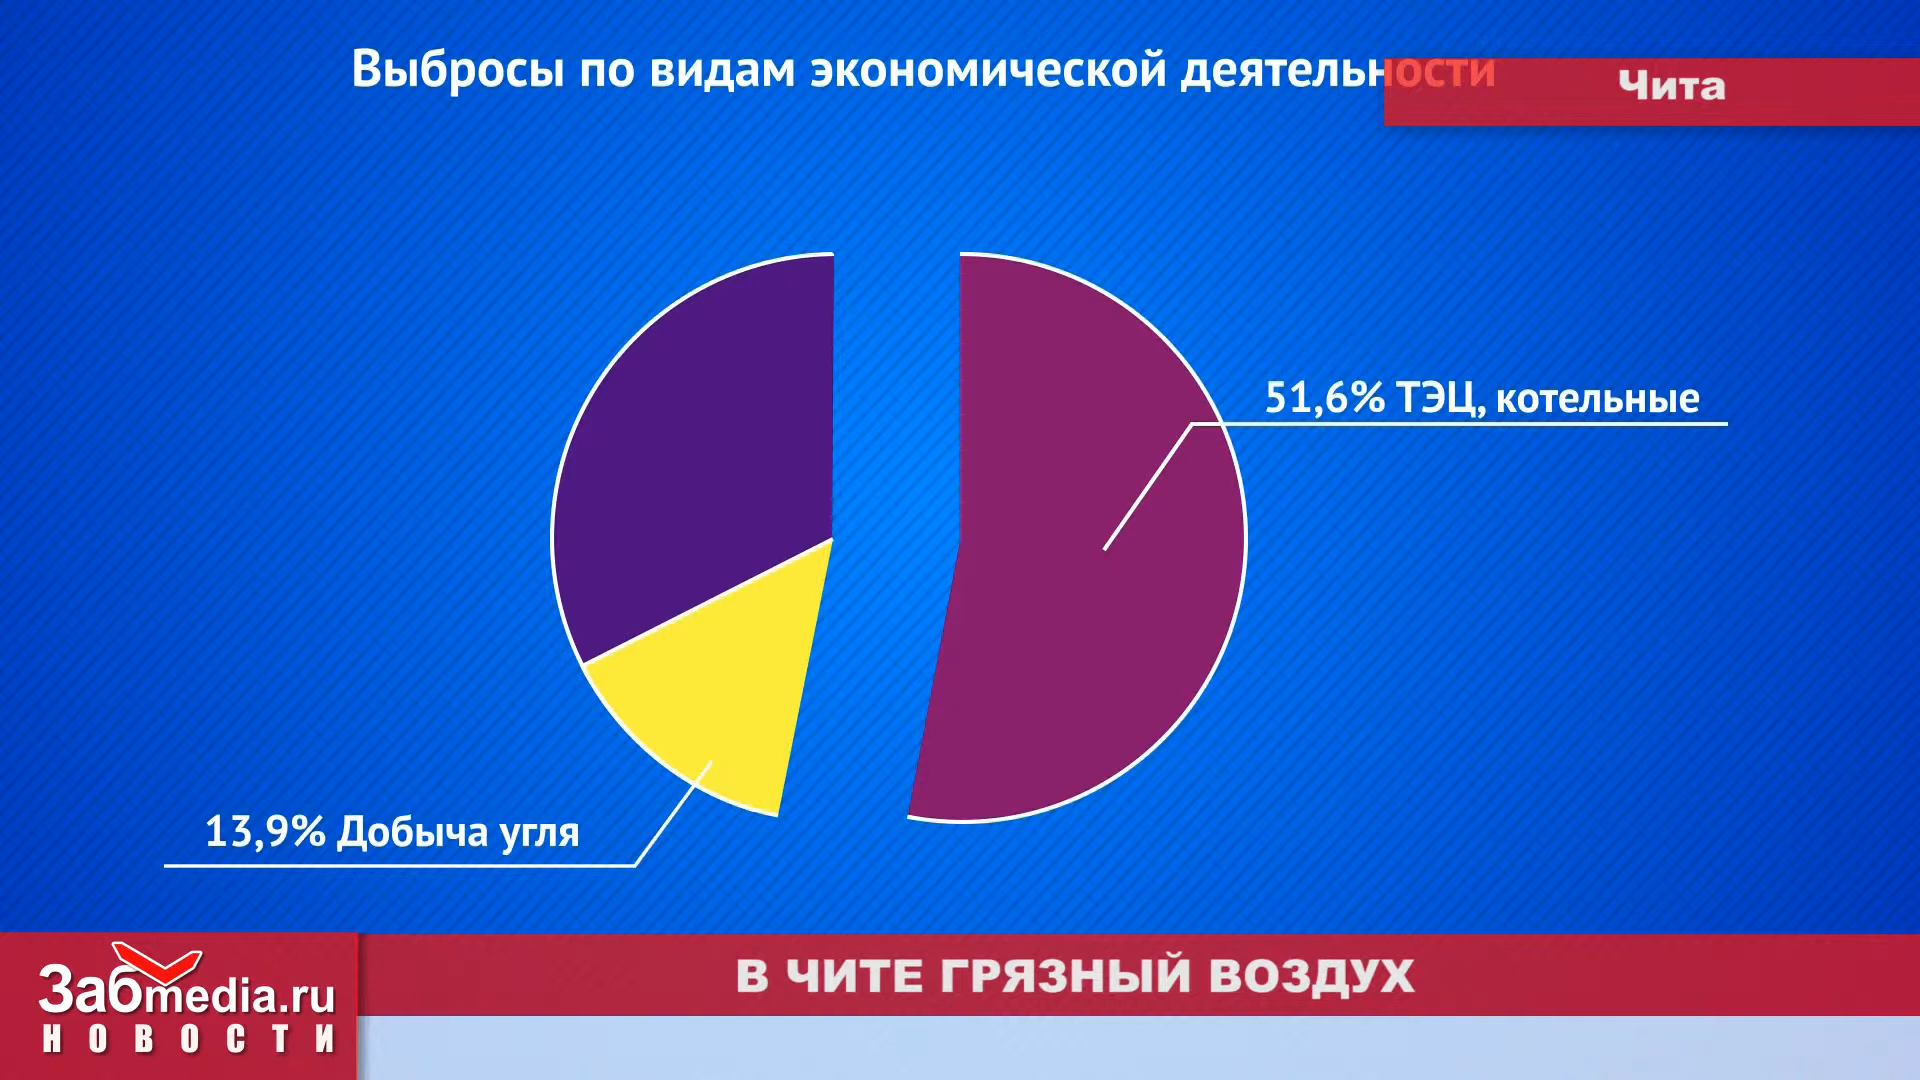 Выбросы по видам экономической деятельности
Чита
51,6% ТЭЦ, котельные
13,9% Добыча угля
В ЧИТЕ ГРЯЗНЫЙ ВОЗДУХ
Забmedia.ru
НОВОСТИ